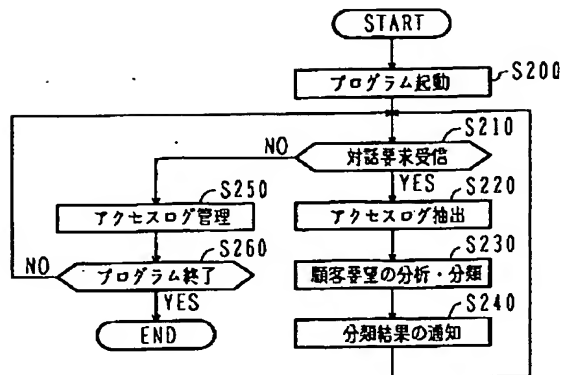 START
プログラム起動
S200
対話要求受信
S210
NO
YES
アクセスログ管理
S250
アクセスログ抽出
S220
プログラム終了
S260
NO
YES
顧客要望の分析・分類
S230
分類結果の通知
S240
END